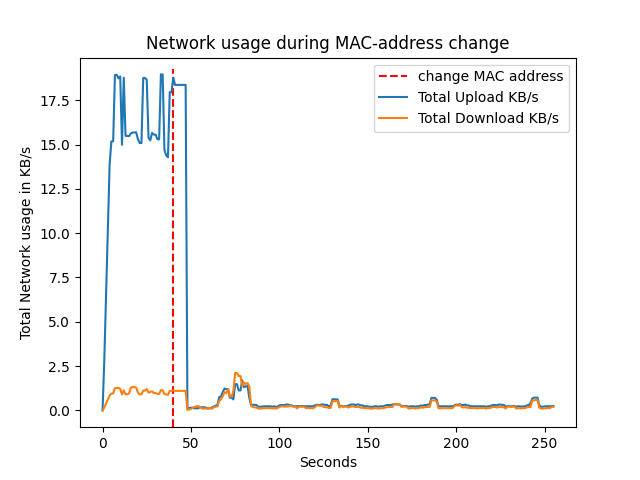 Network usage during MAC-address change
change MAC address
Total Upload KB/s
Total Download KB/s
Total Network usage in KB/s
17.5
15.0
12.5
10.0
7.5
5.0
2.5
0.0
0 50 100 150 200 250
Seconds